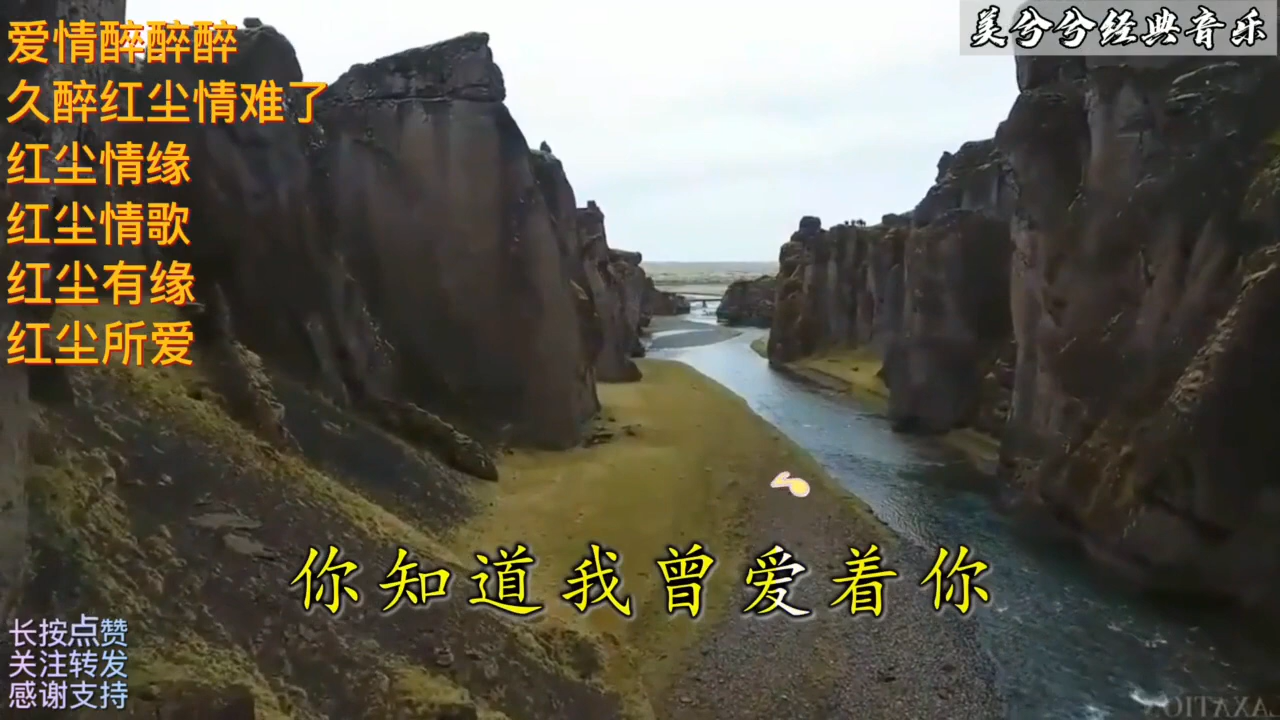 爱情醉醉醉
久醉红尘情难了
红尘情缘
红尘情歌
红尘有缘
红尘所爱
美兮兮经典音乐
你知道我曾爱着你
长按点赞
关注转发
感谢支持